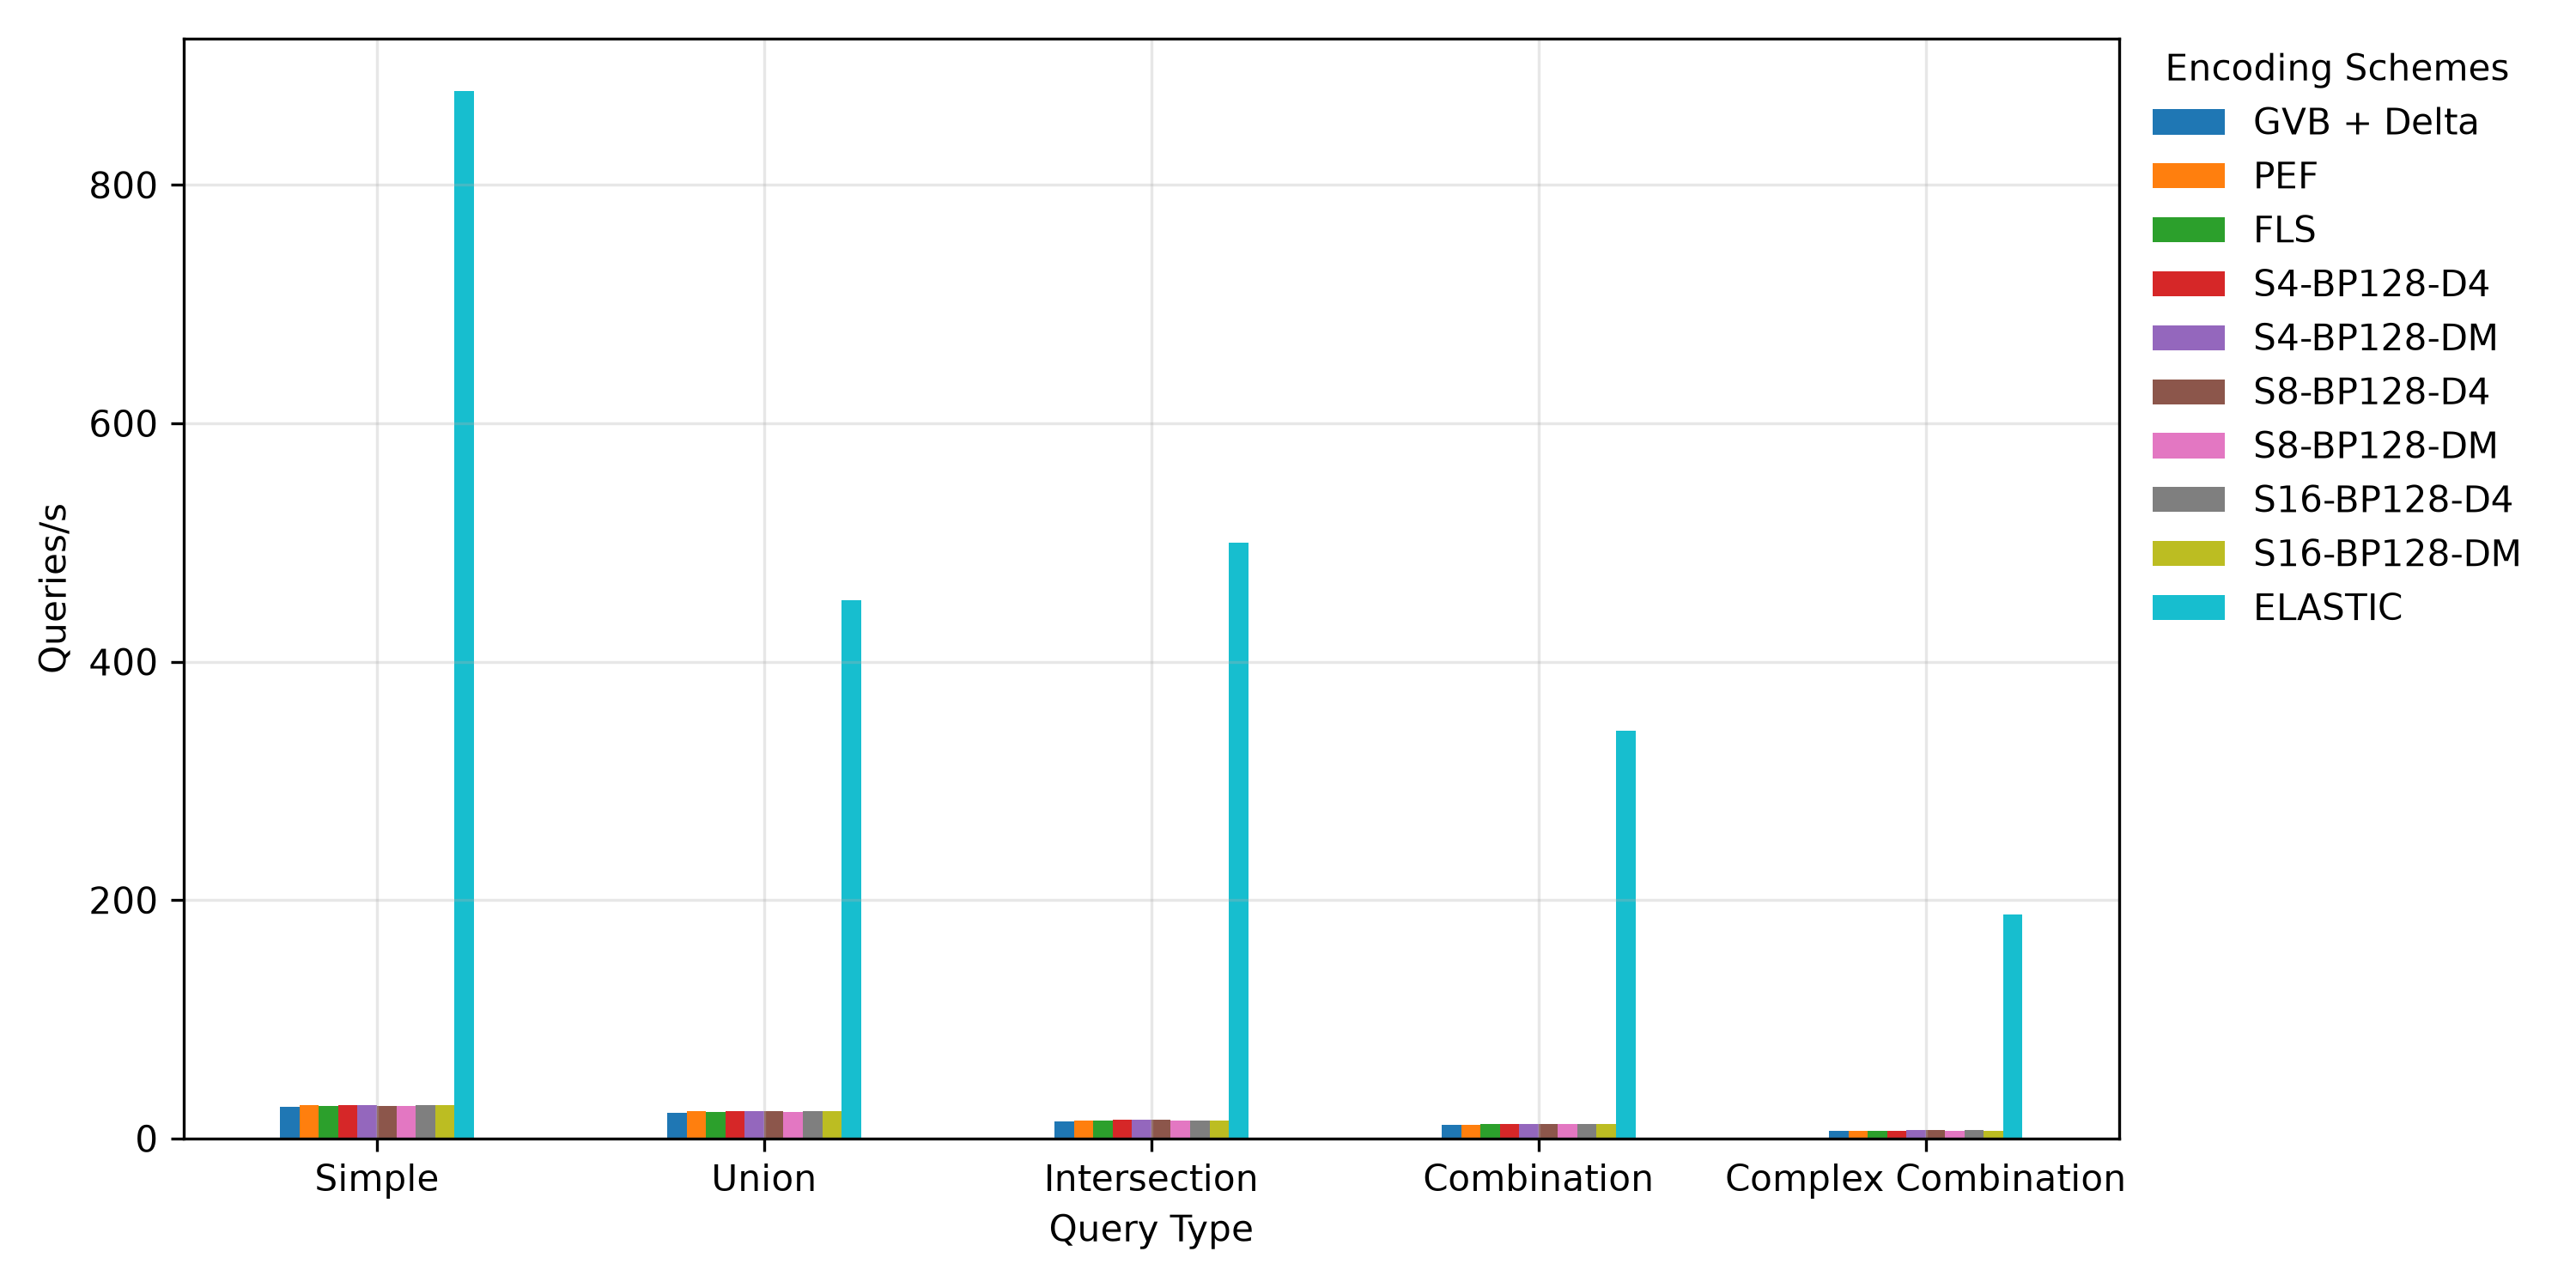 Encoding Schemes
GVB + Delta
PEF
FLS
S4-BP128-D4
S4-BP128-DM
S8-BP128-D4
S8-BP128-DM
S16-BP128-D4
S16-BP128-DM
ELASTIC
Queries/s
800
600
400
200
0
Simple
Union
Intersection
Combination
Complex Combination
Query Type